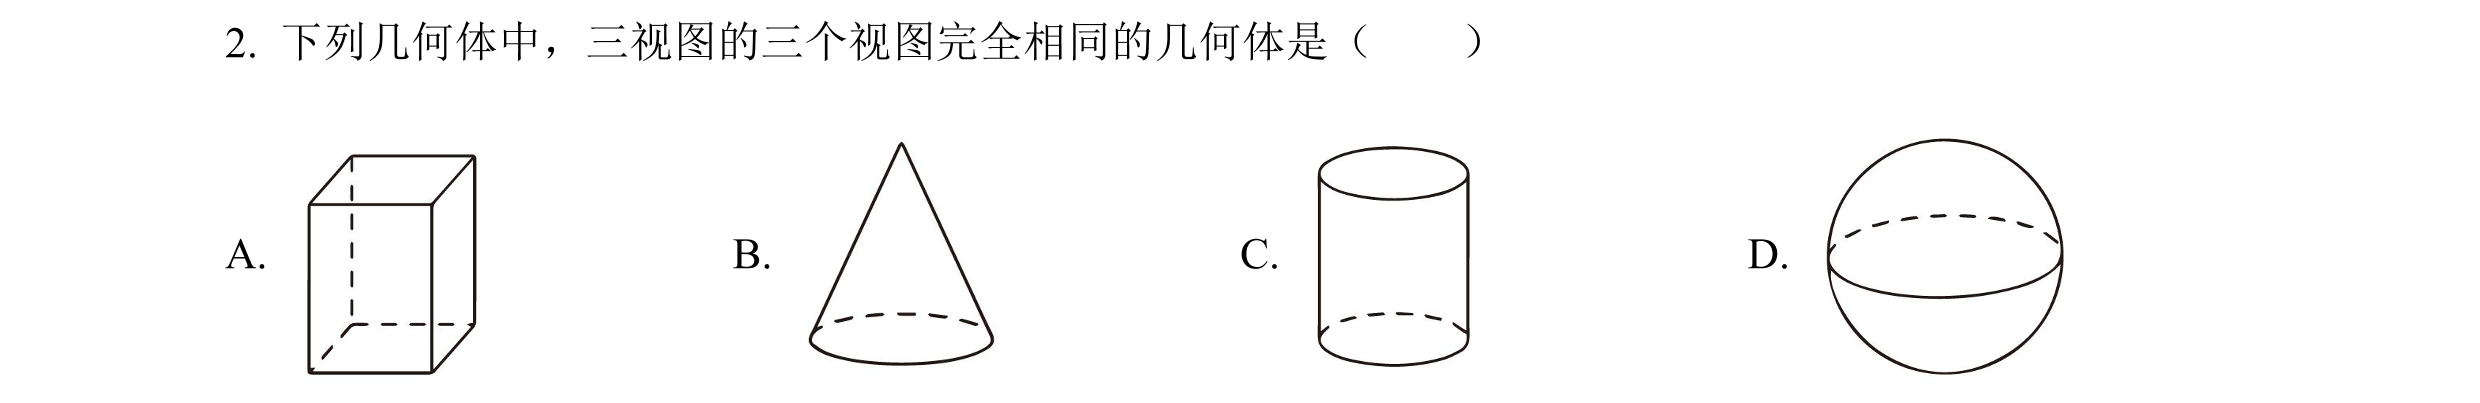 2. 下列几何体中，三视图的三个视图完全相同的几何体是（　　）
A. B. C. D.